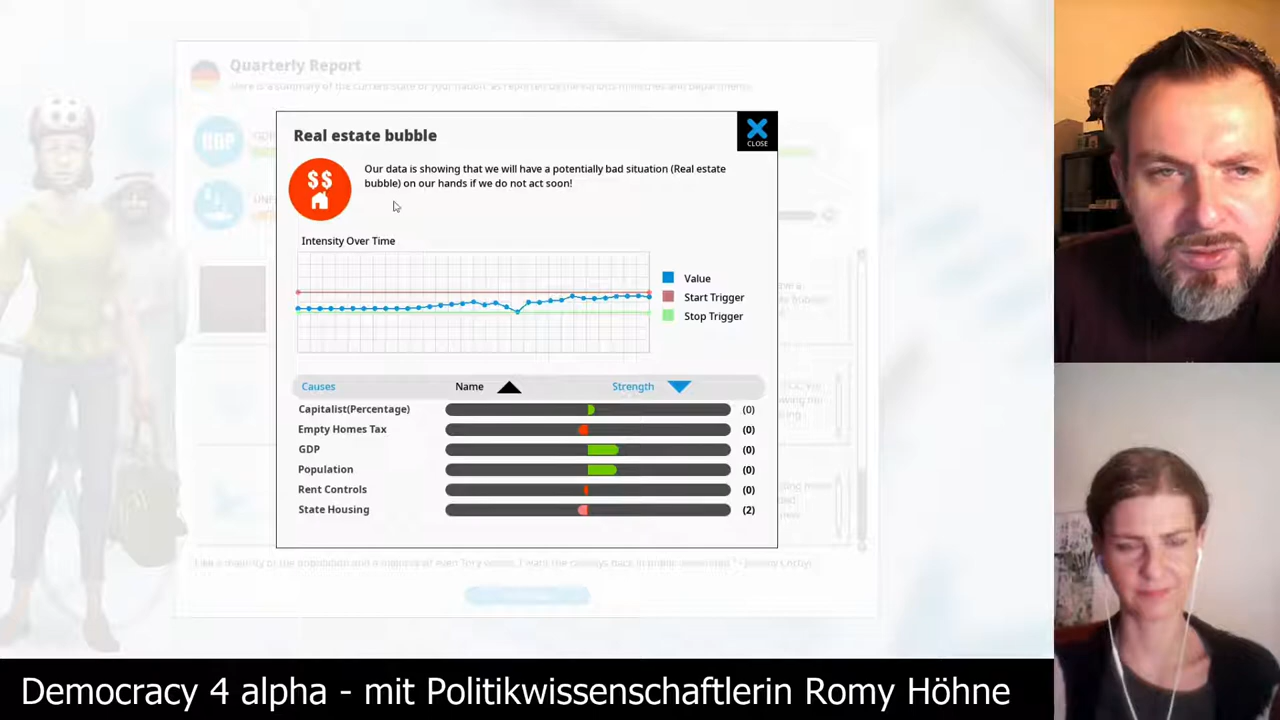 Quarterly Report
Real estate bubble
CLOSE
$$
Our data is showing that we will have a potentially bad situation (Real estate
bubble) on our hands if we do not act soon!
Intensity Over Time
Value
Start Trigger
Stop Trigger
Causes Name Strength
Capitalist(Percentage) (0)
Empty Homes Tax (0)
GDP (0)
Population (0)
Rent Controls (0)
State Housing (2)
Democracy 4 alpha - mit Politikwissenschaftlerin Romy Höhne